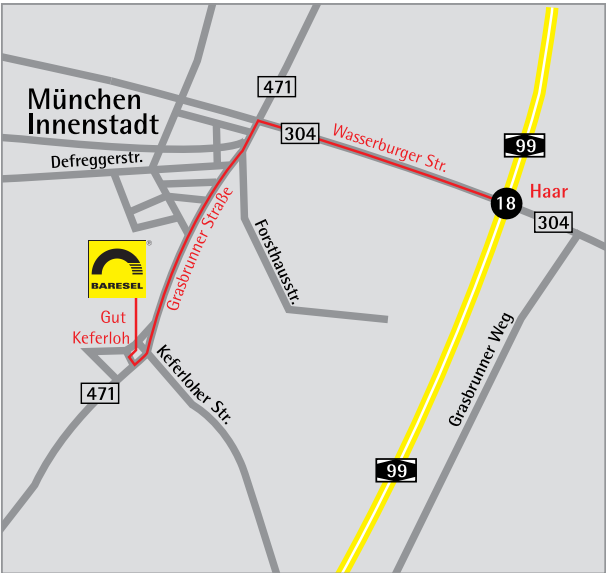 471
München
Innenstadt
304
Wasserburger Str.
99
Defreggerstr.
Haar
18
304
Grasbrunner Straße
Forsthausstr.
®
BARESEL
Gut
Keferloh
Grasbrunner Weg
Keferloher Str.
471
99